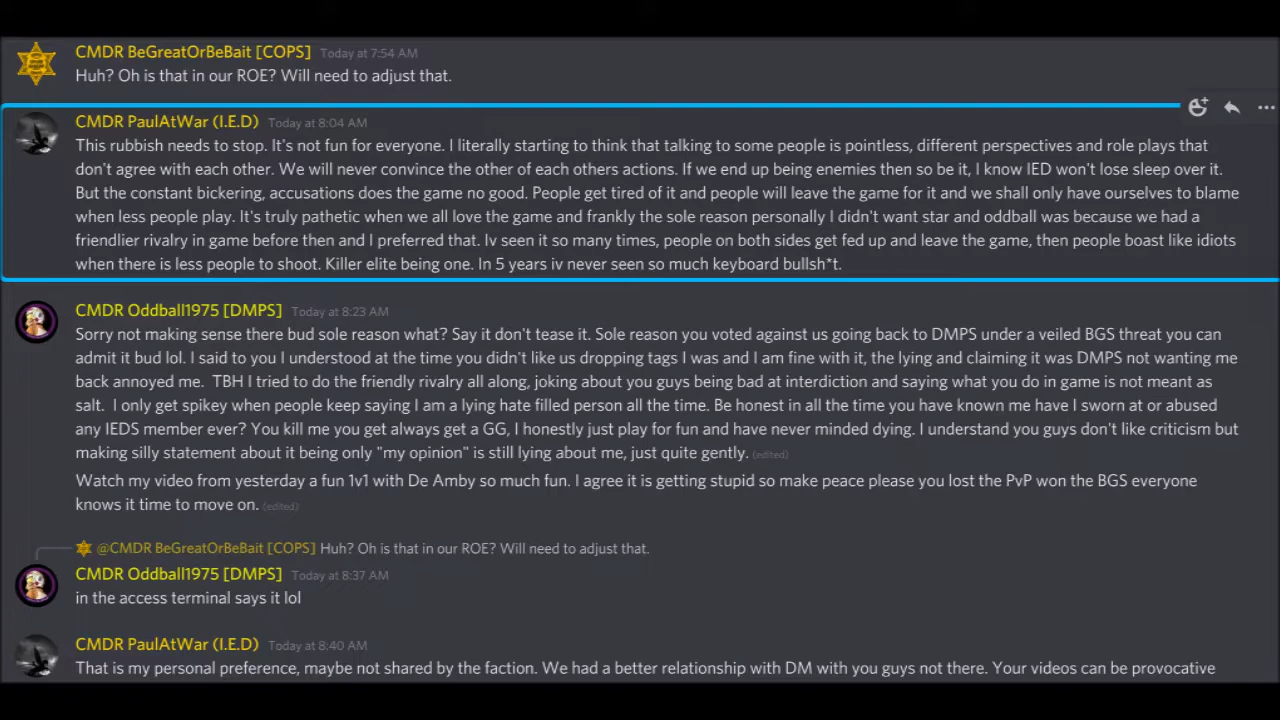 CMDR BeGreatOrBeBait [COPS] Today at 7:54 AM
Huh? Oh is that in our ROE? Will need to adjust that.
CMDR PaulAtWar (I.E.D) Today at 8:04 AM
This rubbish needs to stop. It's not fun for everyone. I literally starting to think that talking to some people is pointless, different perspectives and role plays that
don't agree with each other. We will never convince the other of each others actions. If we end up being enemies then so be it, I know IED won't lose sleep over it.
But the constant bickering, accusations does the game no good. People get tired of it and people will leave the game for it and we shall only have ourselves to blame
when less people play. It's truly pathetic when we all love the game and frankly the sole reason personally I didn't want star and oddball was because we had a
friendlier rivalry in game before then and I preferred that. Iv seen it so many times, people on both sides get fed up and leave the game, then people boast like idiots
when there is less people to shoot. Killer elite being one. In 5 years iv never seen so much keyboard bullsh*t.
CMDR Oddball1975 [DMPS] Today at 8:23 AM
Sorry not making sense there bud sole reason what? Say it don't tease it. Sole reason you voted against us going back to DMPS under a veiled BGS threat you can
admit it bud lol. I said to you I understood at the time you didn't like us dropping tags I was and I am fine with it, the lying and claiming it was DMPS not wanting me
back annoyed me. TBH I tried to do the friendly rivalry all along, joking about you guys being bad at interdiction and saying what you do in game is not meant as
salt. I only get spikey when people keep saying I am a lying hate filled person all the time. Be honest in all the time you have known me have I sworn at or abused
any IEDS member ever? You kill me you get always get a GG, I honestly just play for fun and have never minded dying. I understand you guys don't like criticism but
making silly statement about it being only "my opinion" is still lying about me, just quite gently. (edited)
Watch my video from yesterday a fun 1v1 with De Amby so much fun. I agree it is getting stupid so make peace please you lost the PvP won the BGS everyone
knows it time to move on. (edited)
@CMDR BeGreatOrBeBait [COPS] Huh? Oh is that in our ROE? Will need to adjust that.
CMDR Oddball1975 [DMPS] Today at 8:37 AM
in the access terminal says it lol
CMDR PaulAtWar (I.E.D) Today at 8:40 AM
That is my personal preference, maybe not shared by the faction. We had a better relationship with DM with you guys not there. Your videos can be provocative